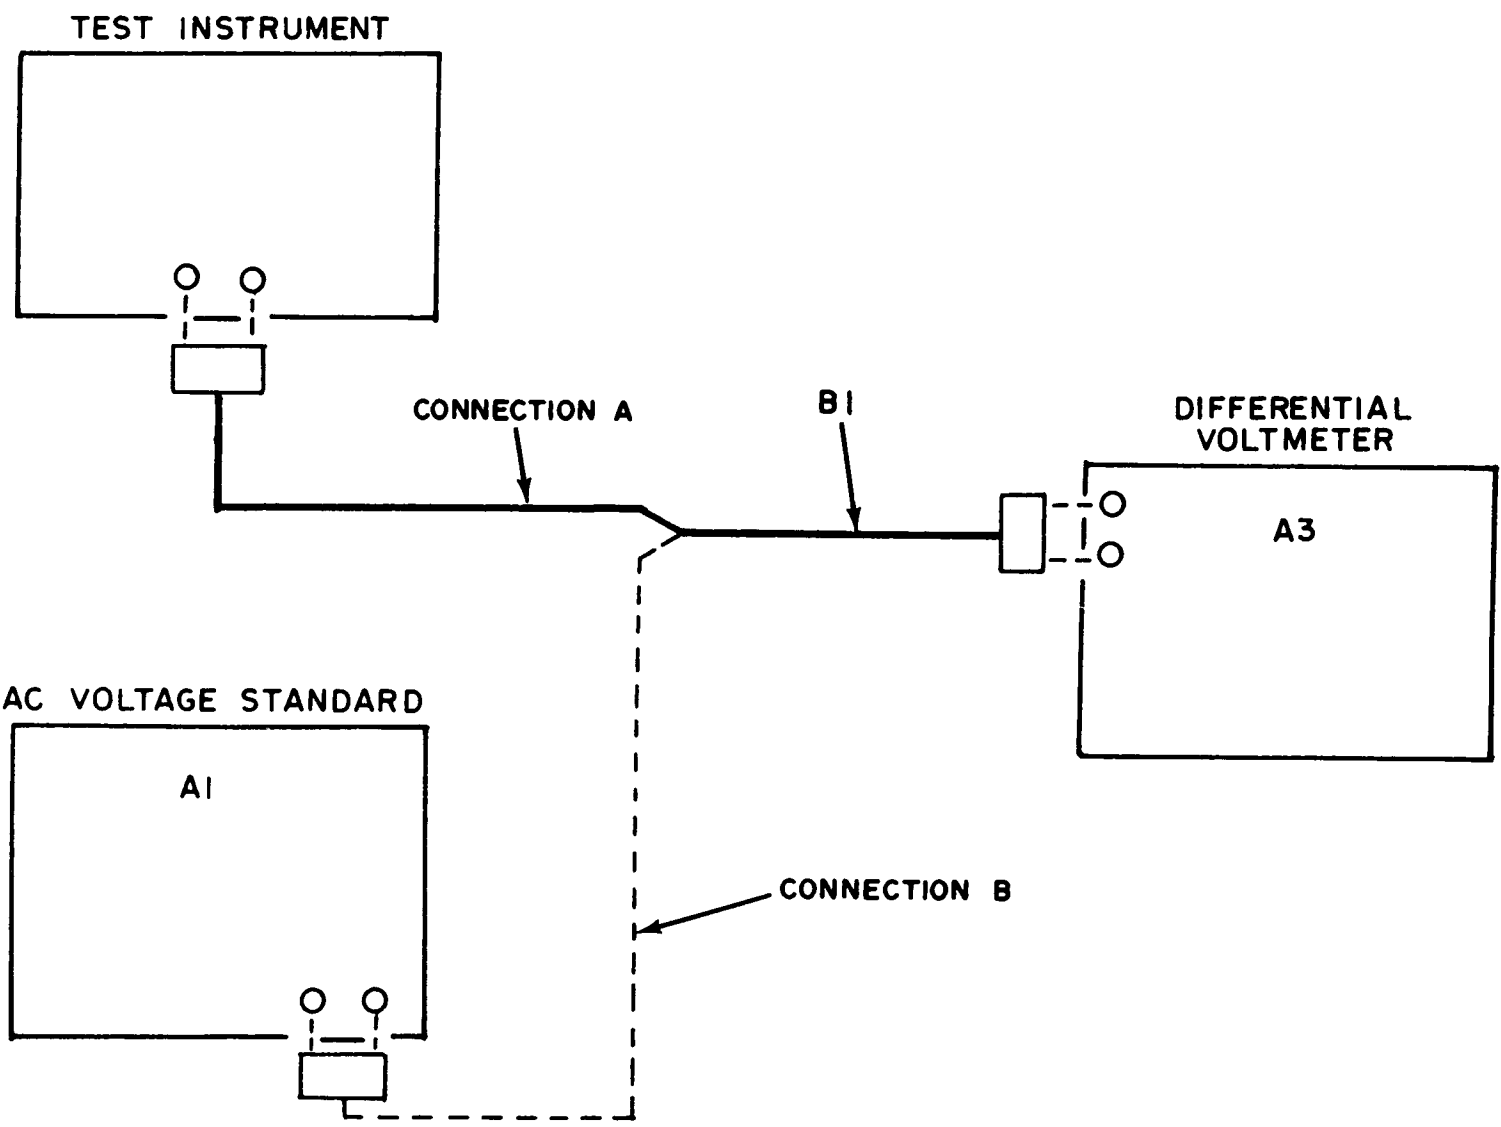 TEST INSTRUMENT
CONNECTION A
B1
DIFFERENTIAL
VOLTMETER
A3
AC VOLTAGE STANDARD
A1
CONNECTION B